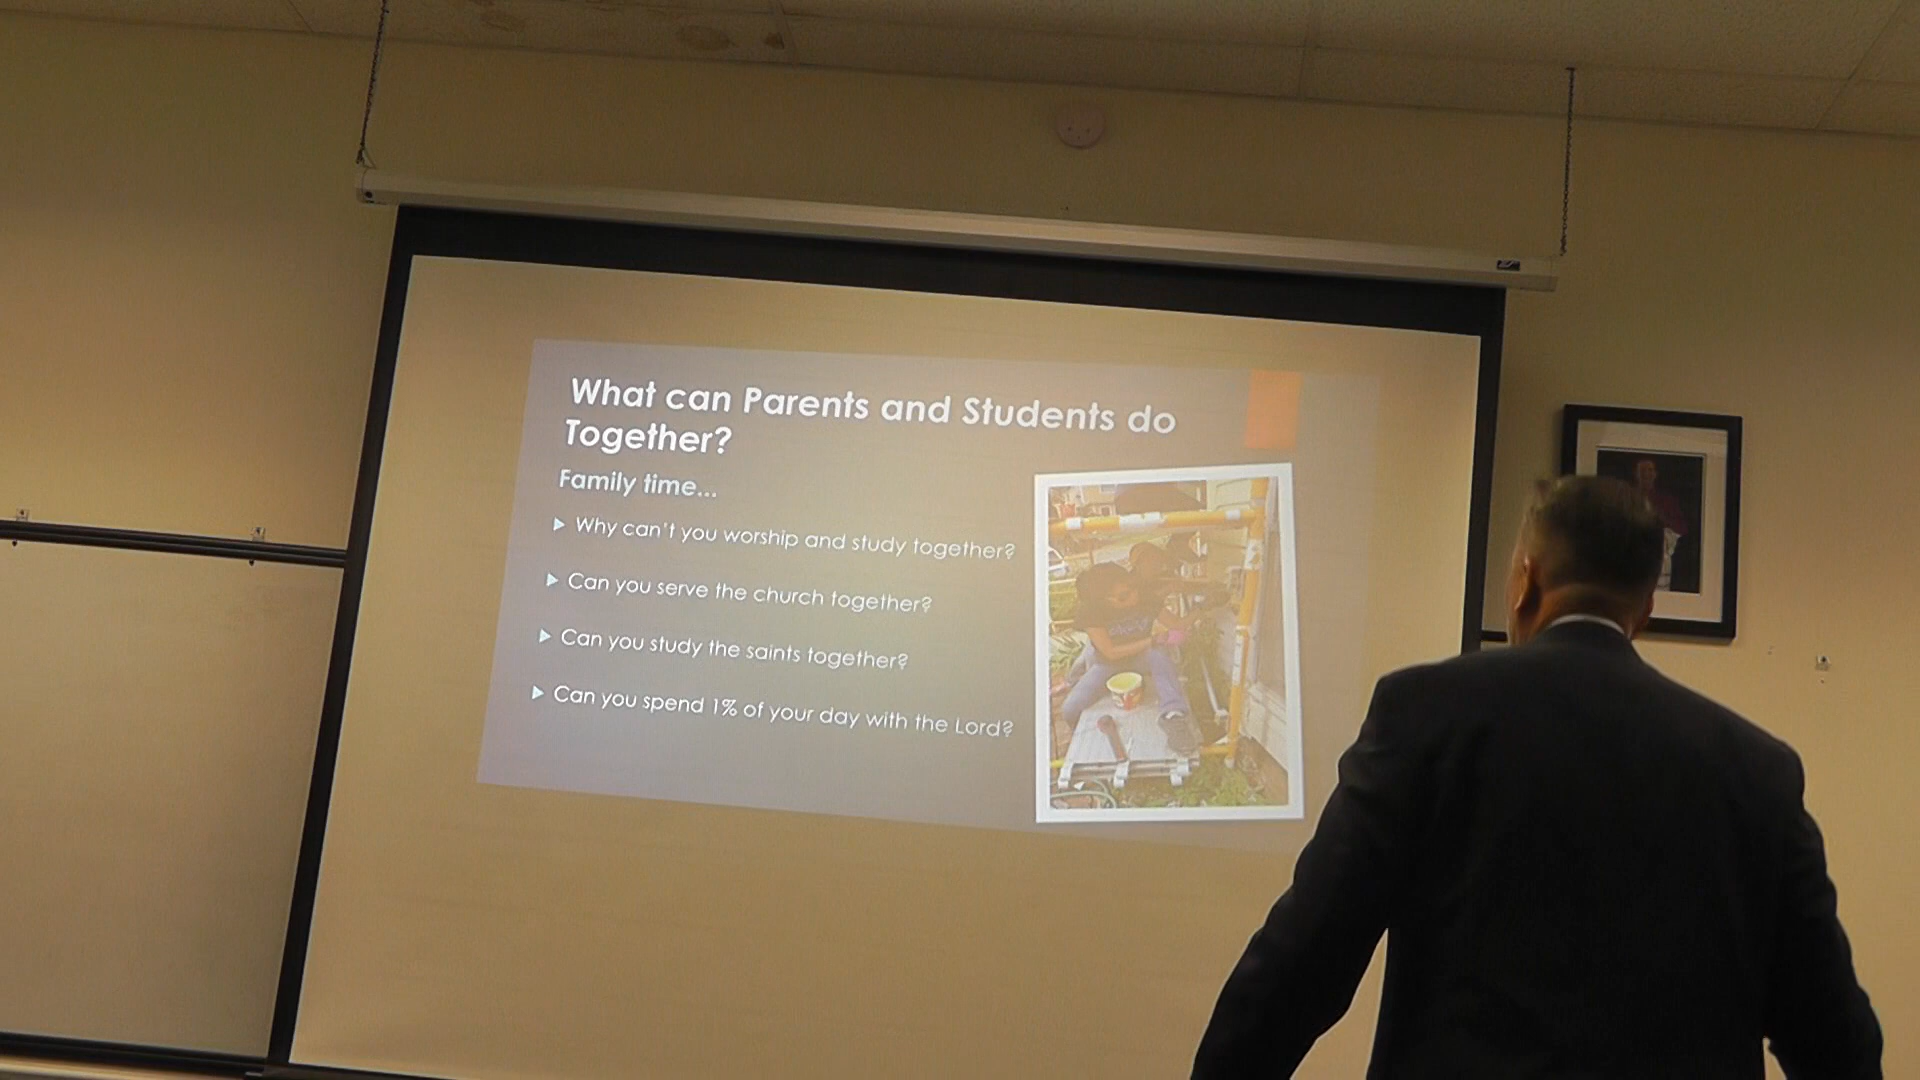 What can Parents and Students do
Together?
Family time...
Why can't you worship and study together?
Can you serve the church together?
Can you study the saints together?
Can you spend 1% of your day with the Lord?